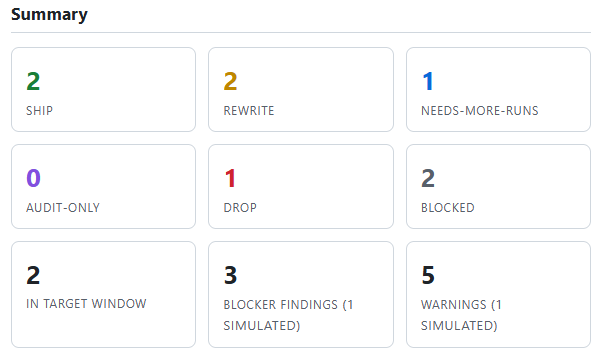 Summary
2
SHIP
2
REWRITE
1
NEEDS-MORE-RUNS
0
AUDIT-ONLY
1
DROP
2
BLOCKED
2
IN TARGET WINDOW
3
BLOCKER FINDINGS (1
SIMULATED)
5
WARNINGS (1
SIMULATED)